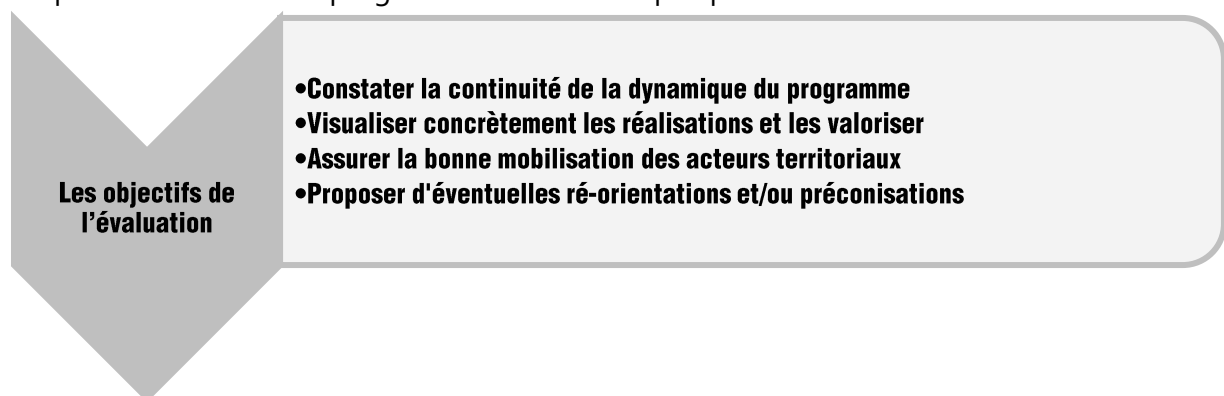 Les objectifs de
l’évaluation
•Constater la continuité de la dynamique du programme
•Visualiser concrètement les réalisations et les valoriser
•Assurer la bonne mobilisation des acteurs territoriaux
•Proposer d'éventuelles ré-orientations et/ou préconisations